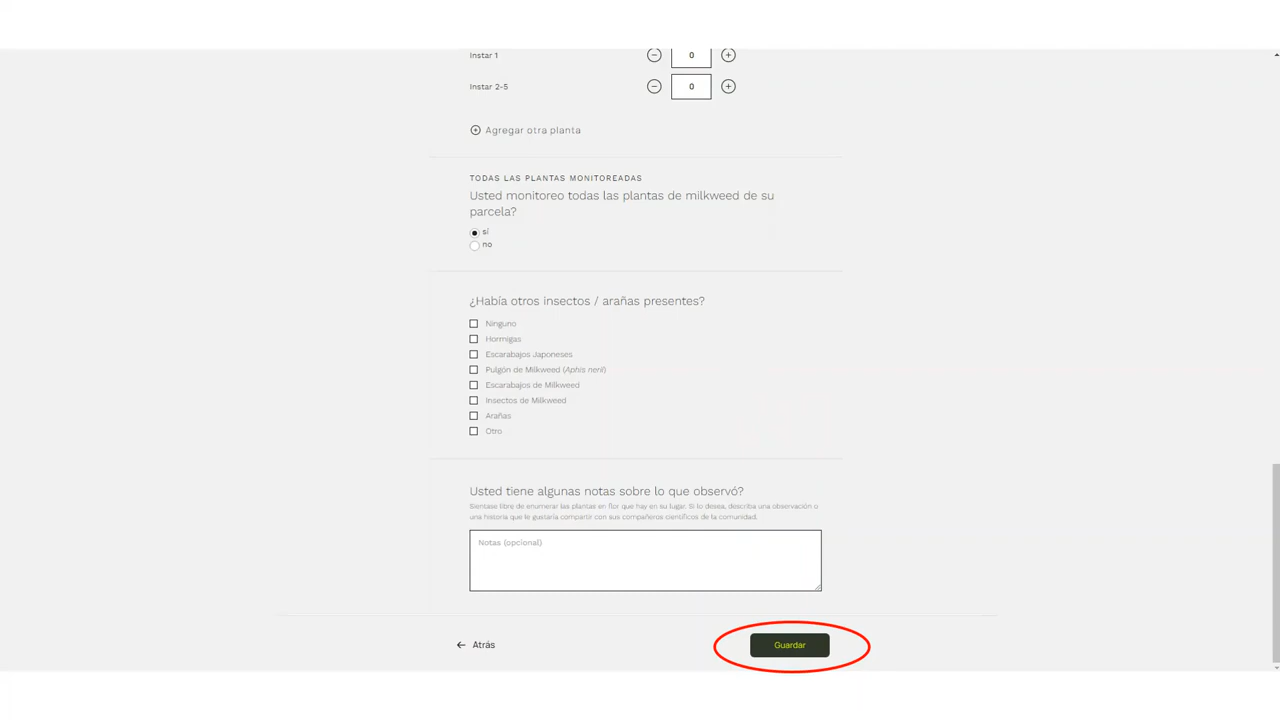 Instar 1
0
Instar 2-5
0
Agregar otra planta
TODAS LAS PLANTAS MONITOREADAS
Usted monitoreo todas las plantas de milkweed de su
parcela?
sí
no
¿Había otros insectos / arañas presentes?
Ninguno
Hormigas
Escarabajos Japoneses
Pulgón de Milkweed (Aphis nerii)
Escarabajos de Milkweed
Insectos de Milkweed
Arañas
Otro
Usted tiene algunas notas sobre lo que observó?
Sientase libre de enumerar las plantas en flor que hay en su lugar. Si lo desea, describa una observación o
una historia que le gustaría compartir con sus compañeros científicos de la comunidad.
Notas (opcional)
← Atrás
Guardar